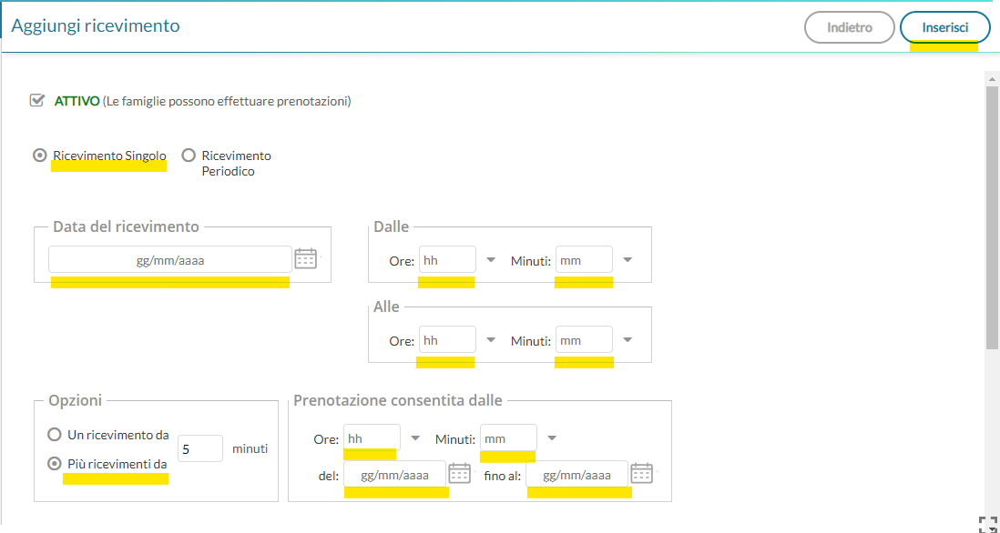 Aggiungi ricevimento
Indietro
Inserisci
ATTIVO (Le famiglie possono effettuare prenotazioni)
Ricevimento Singolo
Ricevimento
Periodico
Data del ricevimento
gg/mm/aaaa
Dalle
Ore: hh Minuti: mm
Alle
Ore: hh Minuti: mm
Opzioni
Un ricevimento da
Più ricevimenti da
5 minuti
Prenotazione consentita dalle
Ore: hh Minuti: mm
del: gg/mm/aaaa fino al: gg/mm/aaaa